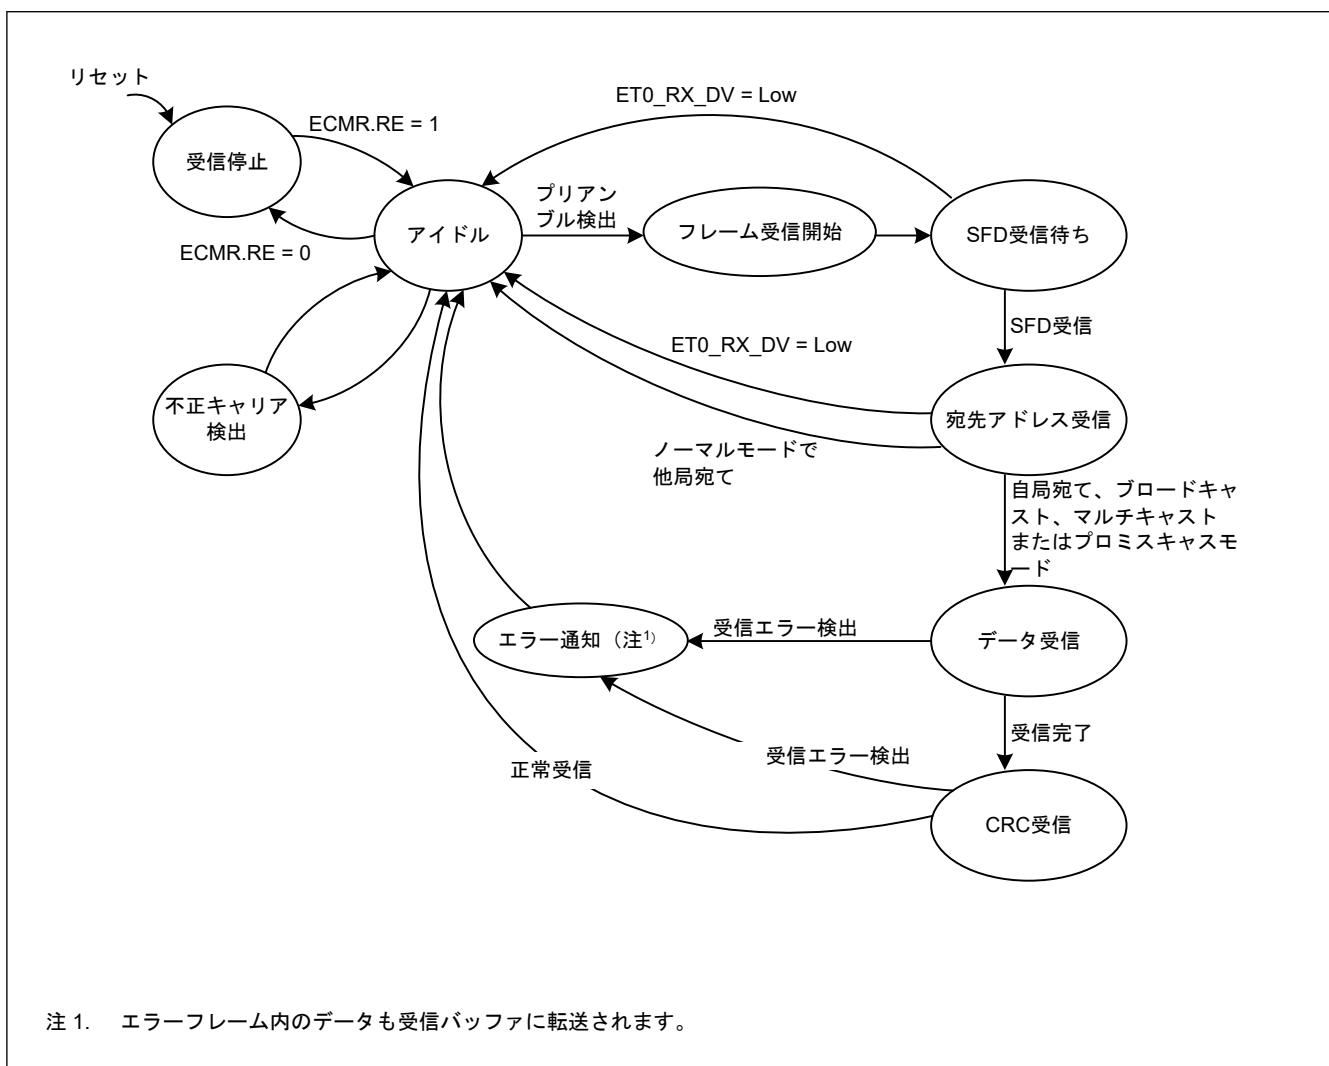 リセット
ET0_RX_DV = Low
ECMR.RE = 1
受信停止
プリアン
ブル検出
アイドル
フレーム受信開始
SFD受信待ち
ECMR.RE = 0
SFD受信
ET0_RX_DV = Low
不正キャリア
検出
宛先アドレス受信
ノーマルモードで
他局宛て
自局宛て、ブロードキャ
スト、マルチキャスト
またはプロミスキャスモ
ード
エラー通知（注1）
受信エラー検出
データ受信
受信完了
受信エラー検出
正常受信
CRC受信
注 1. エラーフレーム内のデータも受信バッファに転送されます。